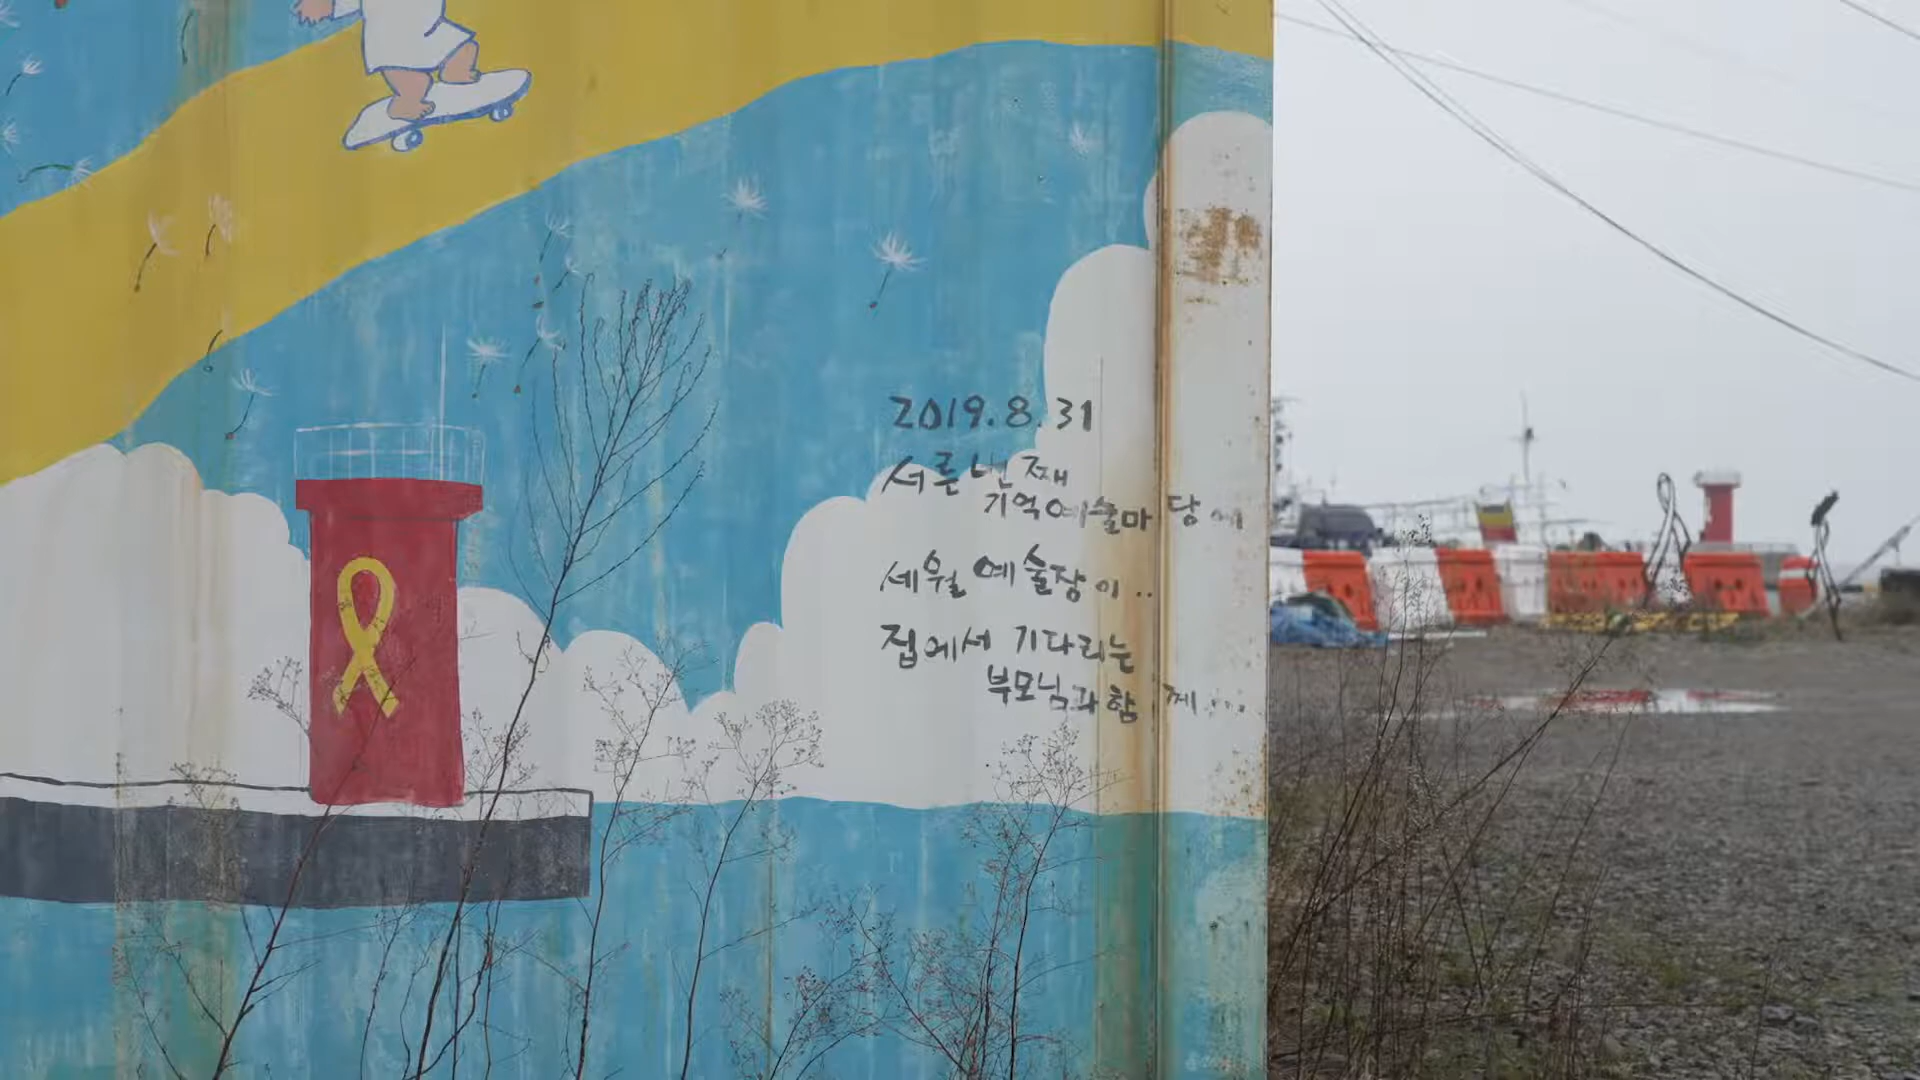 2019.8.31
서른 넌 째
기억예술마당에
세월 예술장이..
집에서 기다리는
부모님과 함께...